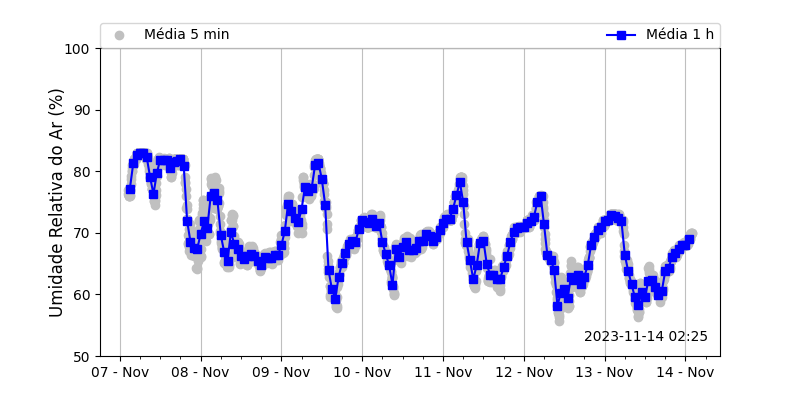 Média 5 min
Média 1 h
Umidade Relativa do Ar (%)
100
90
80
70
60
50
2023-11-14 02:25
07 - Nov
08 - Nov
09 - Nov
10 - Nov
11 - Nov
12 - Nov
13 - Nov
14 - Nov